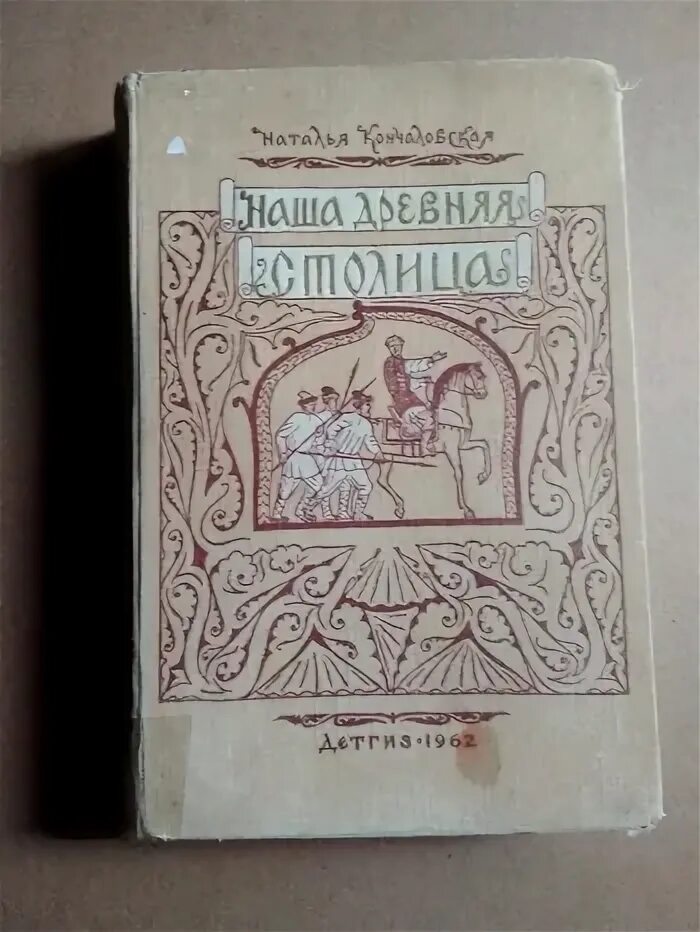 Наталья Кончаловская
НАША ДРЕВНЯЯ
СТОЛИЦА
ДЕТГИЗ • 1962